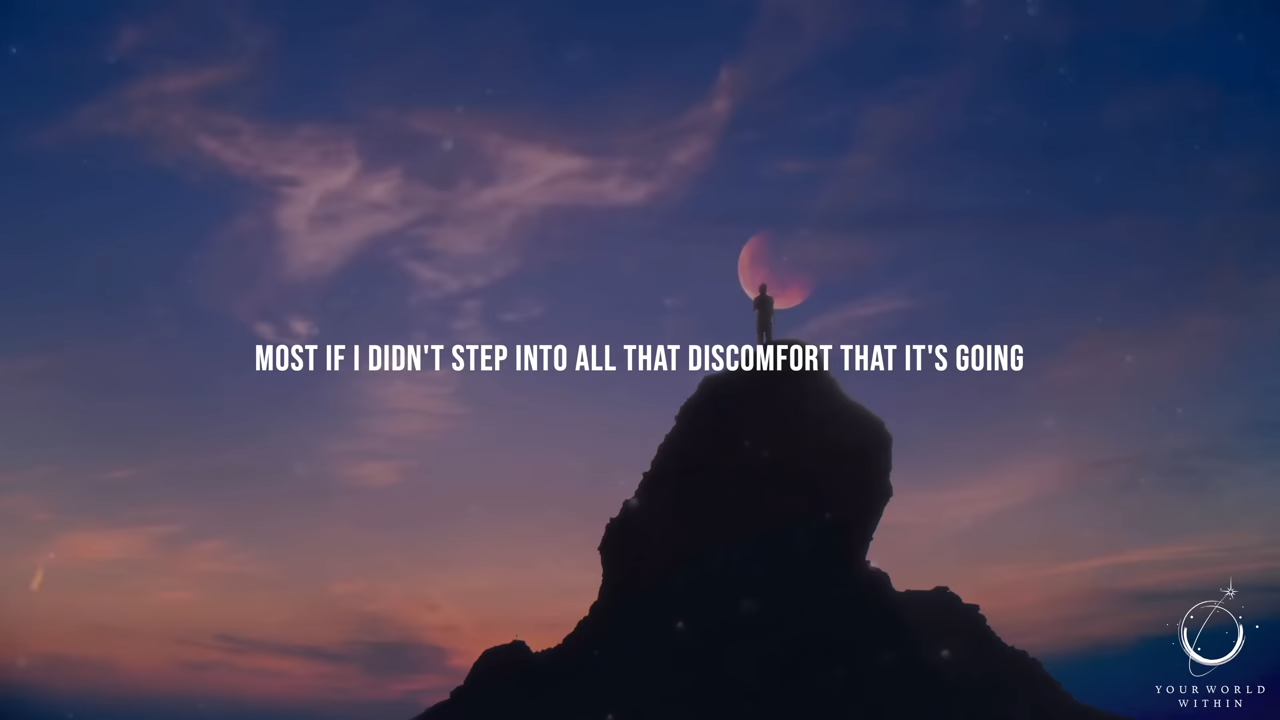 MOST IF I DIDN'T STEP INTO ALL THAT DISCOMFORT THAT IT'S GOING
YOUR WORLD
WITHIN